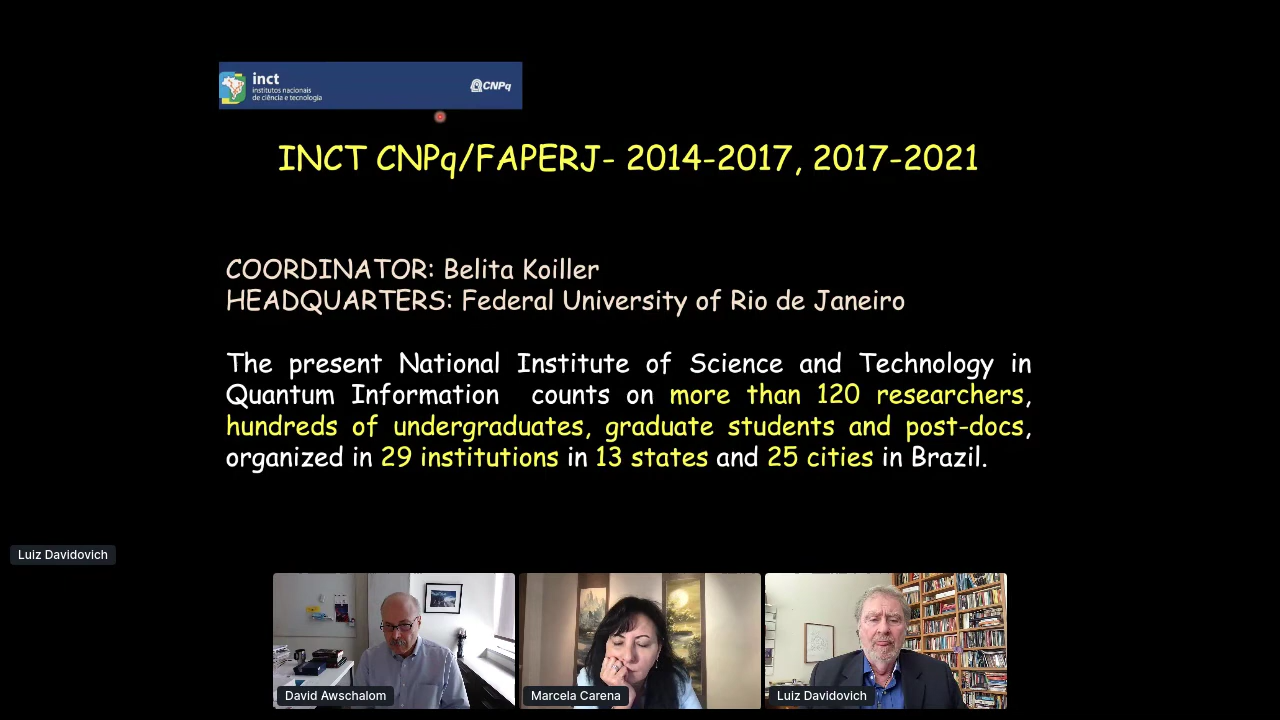 inct
institutos nacionais
de ciência e tecnologia
CNPq
INCT CNPq/FAPERJ- 2014-2017, 2017-2021
COORDINATOR: Belita Koiller
HEADQUARTERS: Federal University of Rio de Janeiro
The present National Institute of Science and Technology in
Quantum Information counts on more than 120 researchers,
hundreds of undergraduates, graduate students and post-docs,
organized in 29 institutions in 13 states and 25 cities in Brazil.
Luiz Davidovich
David Awschalom
Marcela Carena
Luiz Davidovich